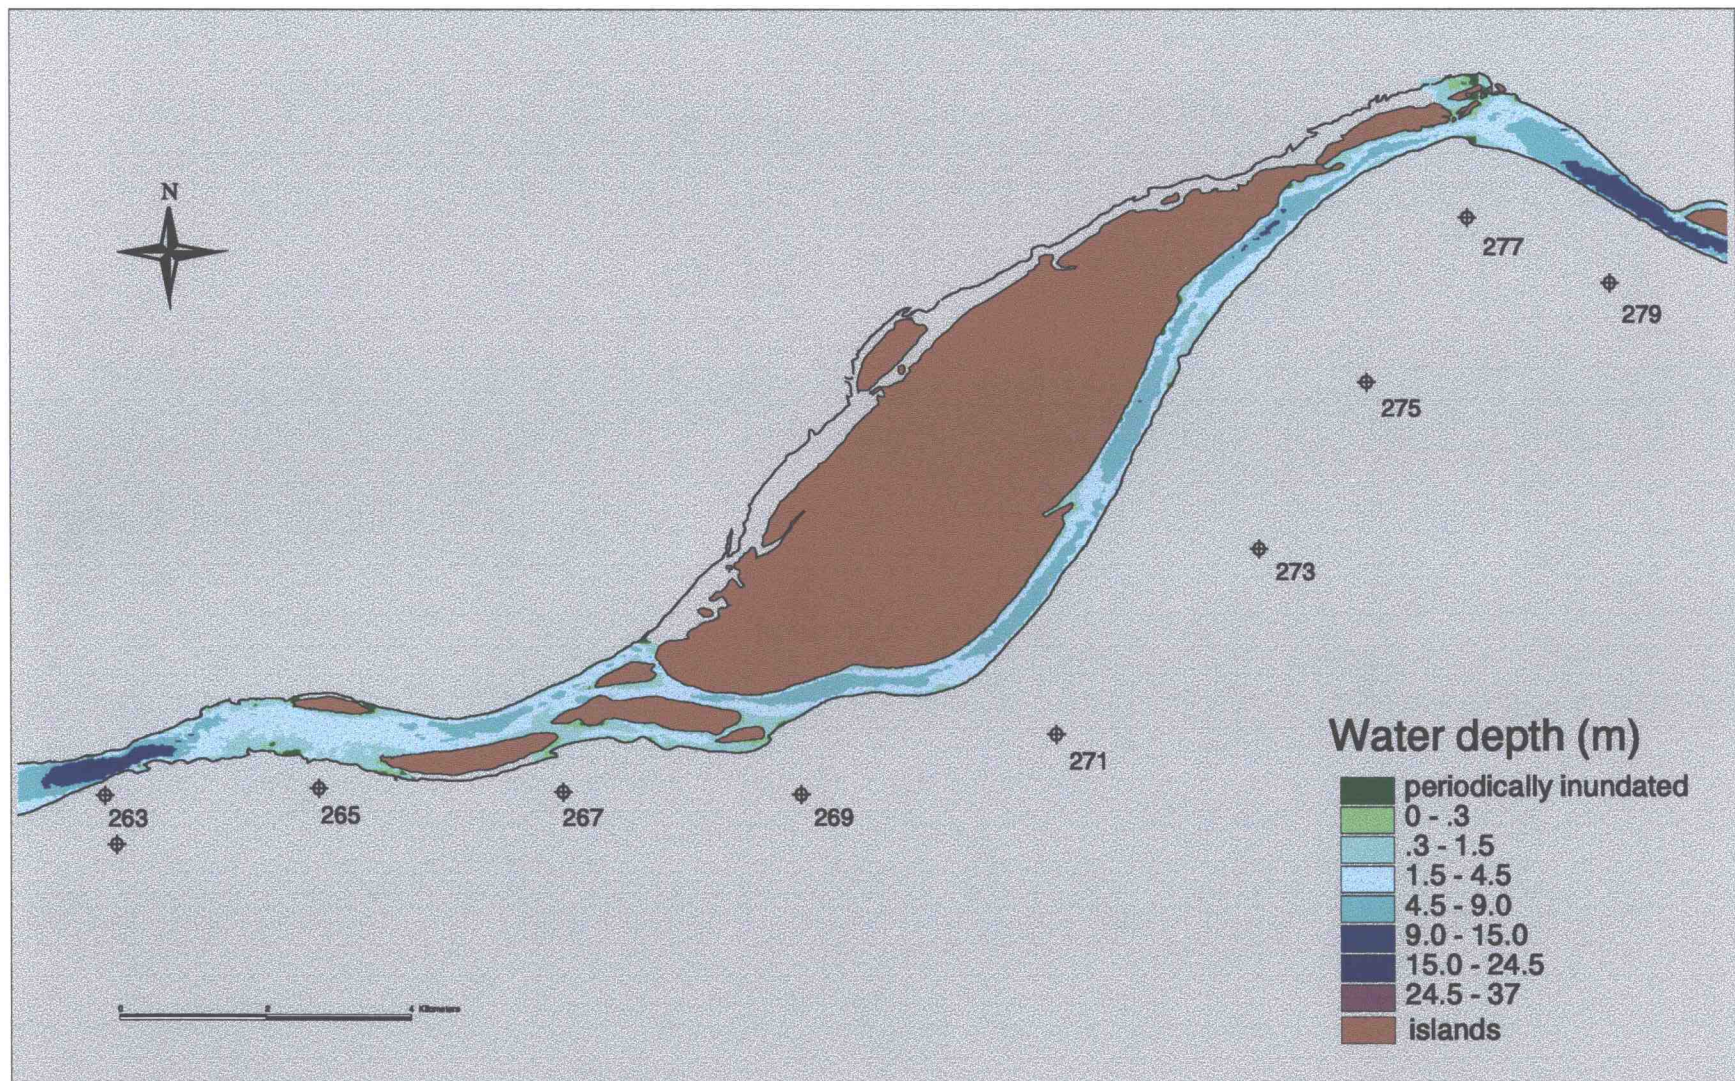 N
277
279
275
273
271
263
265
267
269
Water depth (m)
periodically inundated
0 - .3
.3 - 1.5
1.5 - 4.5
4.5 - 9.0
9.0 - 15.0
15.0 - 24.5
24.5 - 37
islands
4 Kilometers